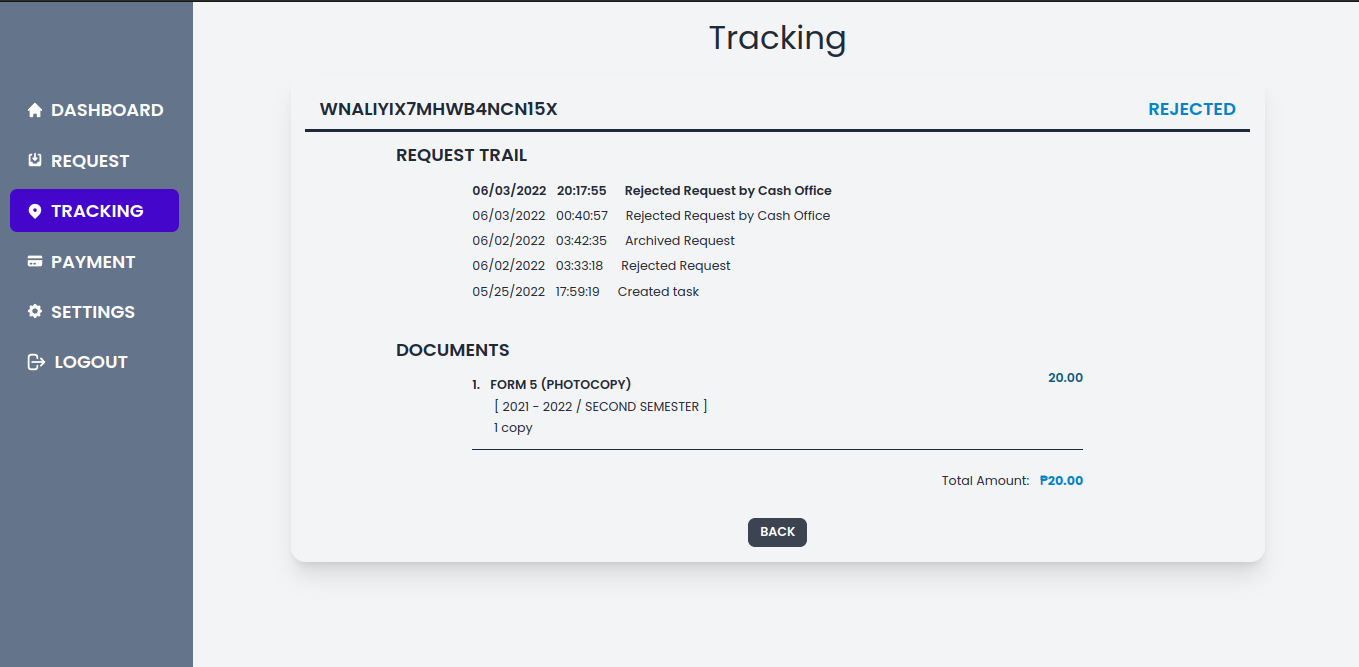 Tracking
DASHBOARD
REQUEST
TRACKING
PAYMENT
SETTINGS
LOGOUT
WNALIYIX7MHWB4NCN15X REJECTED
REQUEST TRAIL
06/03/2022 20:17:55 Rejected Request by Cash Office
06/03/2022 00:40:57 Rejected Request by Cash Office
06/02/2022 03:42:35 Archived Request
06/02/2022 03:33:18 Rejected Request
05/25/2022 17:59:19 Created task
DOCUMENTS
1. FORM 5 (PHOTOCOPY) 20.00
[ 2021 - 2022 / SECOND SEMESTER ]
1 copy
Total Amount: ₱20.00
BACK